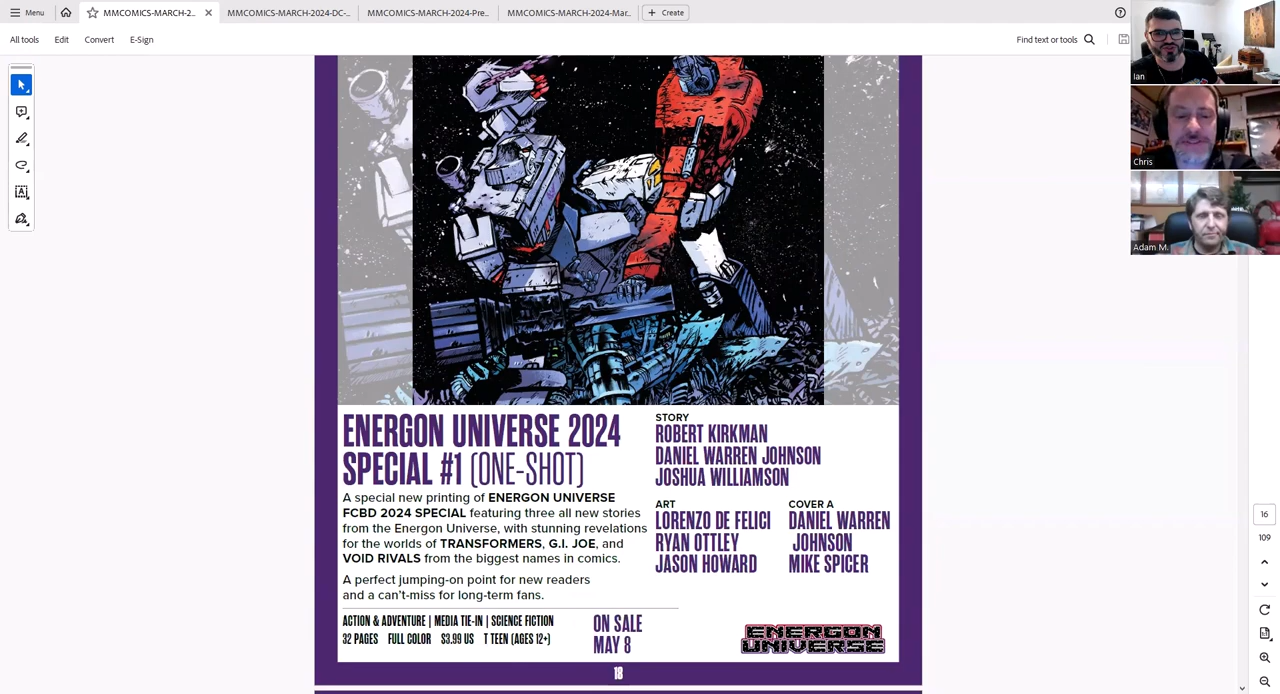 Menu
MMCOMICS-MARCH-2...
MMCOMICS-MARCH-2024-DC-...
MMCOMICS-MARCH-2024-Pre...
MMCOMICS-MARCH-2024-Mar...
Create
All tools
Edit
Convert
E-Sign
Find text or tools
Ian
Chris
Adam M.
ENERGON UNIVERSE 2024
SPECIAL #1 (ONE-SHOT)
A special new printing of ENERGON UNIVERSE
FCBD 2024 SPECIAL featuring three all new stories
from the Energon Universe, with stunning revelations
for the worlds of TRANSFORMERS, G.I. JOE, and
VOID RIVALS from the biggest names in comics.
A perfect jumping-on point for new readers
and a can't-miss for long-term fans.
ACTION & ADVENTURE | MEDIA TIE-IN | SCIENCE FICTION
32 PAGES FULL COLOR $3.99 US T TEEN (AGES 12+)
ON SALE
MAY 8
STORY
ROBERT KIRKMAN
DANIEL WARREN JOHNSON
JOSHUA WILLIAMSON
ART
LORENZO DE FELICI
RYAN OTTLEY
JASON HOWARD
COVER A
DANIEL WARREN
JOHNSON
MIKE SPICER
ENERGON
UNIVERSE
18
16
109